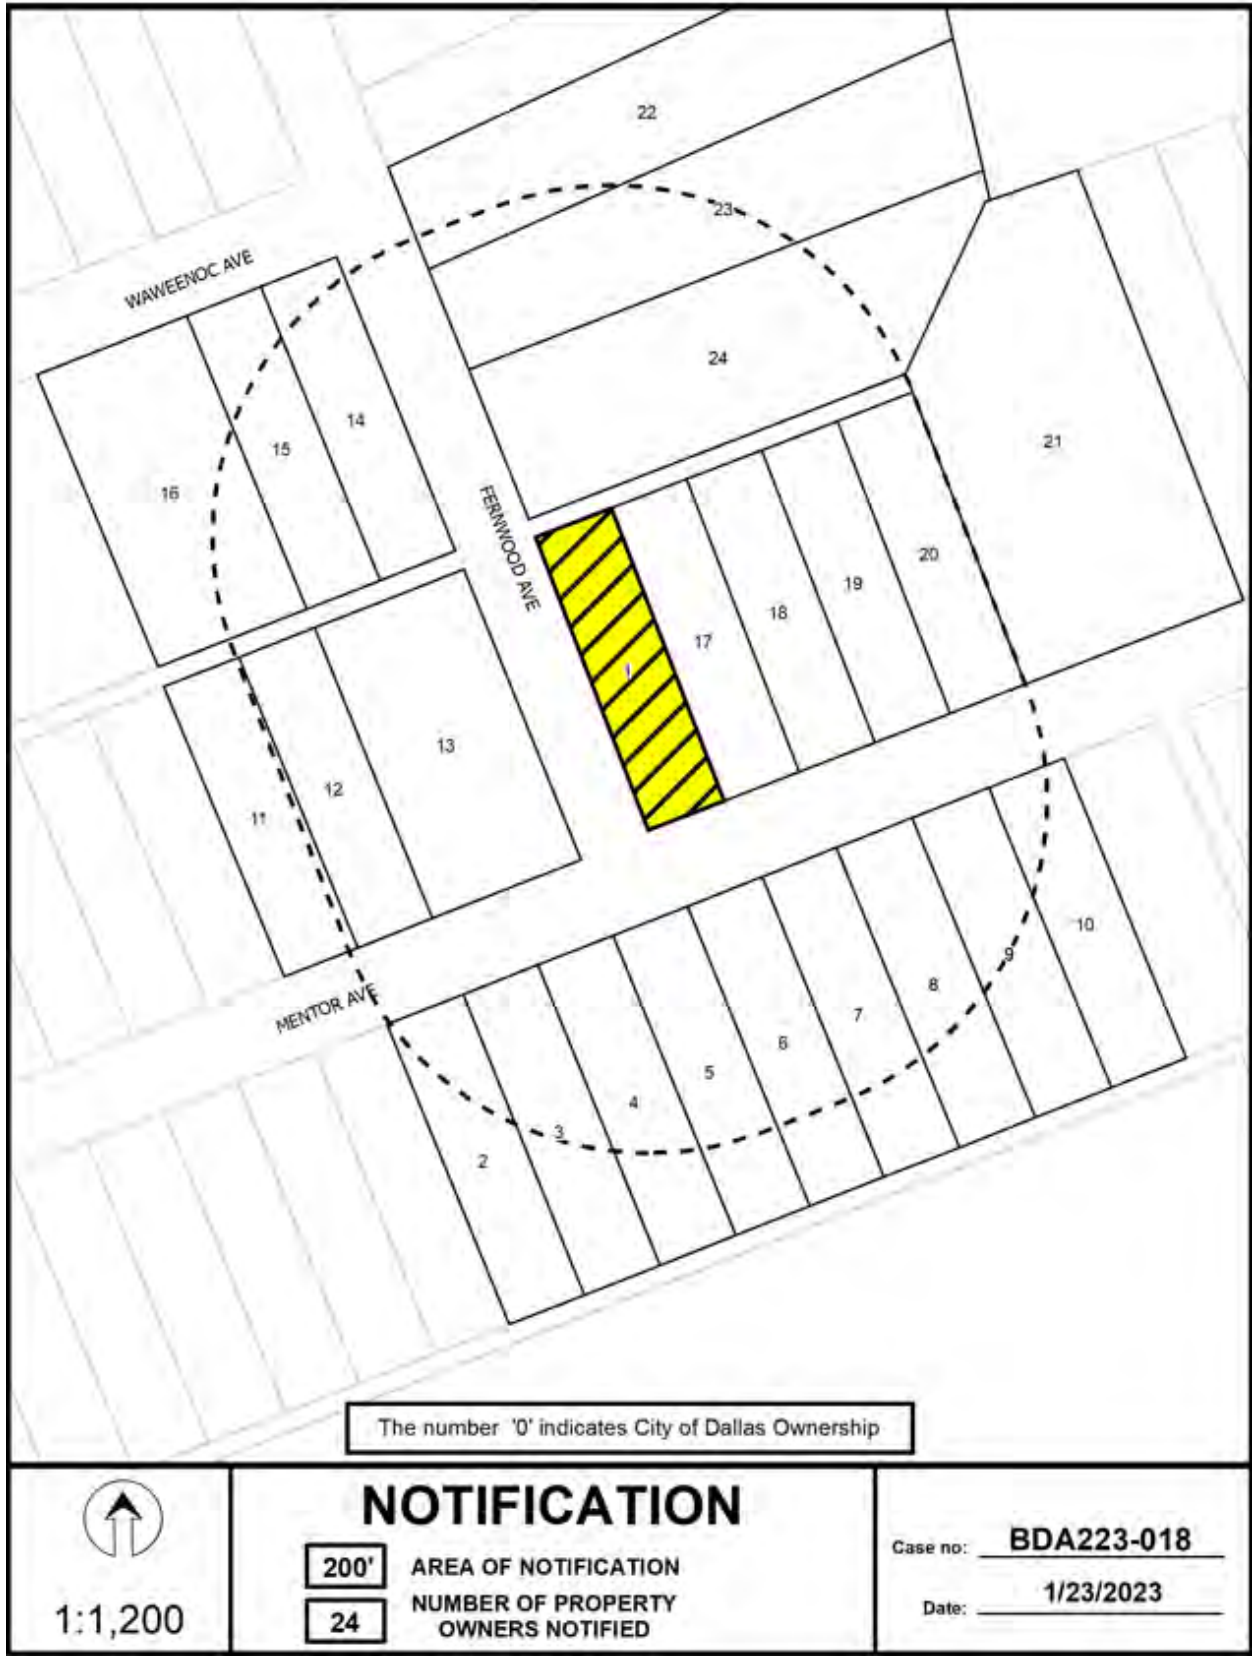 22
23
WAWEENOC AVE
24
14
21
15
16
FERNWOOD AVE
20
19
18
17
1
13
12
11
10
9
8
MENTOR AVE
7
6
5
4
3
2
The number '0' indicates City of Dallas Ownership
1:1,200
NOTIFICATION
200' AREA OF NOTIFICATION
24 NUMBER OF PROPERTY
OWNERS NOTIFIED
Case no: BDA223-018
Date: 1/23/2023